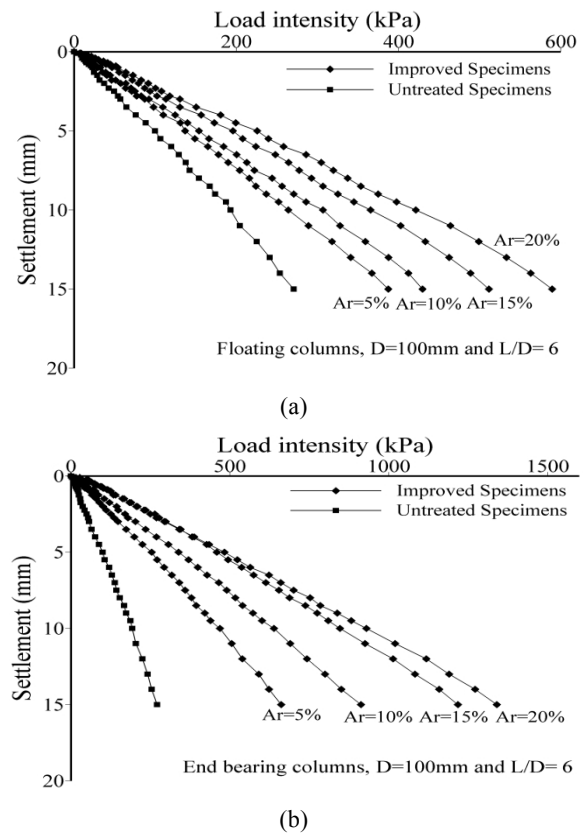 Load intensity (kPa)
0 200 400 600
Improved Specimens
Untreated Specimens
0
5
10
15
20
Settlement (mm)
Ar=20%
Ar=5% Ar=10% Ar=15%
Floating columns, D=100mm and L/D= 6
(a)
Load intensity (kPa)
0 500 1000 1500
Improved Specimens
Untreated Specimens
0
5
10
15
20
Settlement (mm)
Ar=5% Ar=10% Ar=15% Ar=20%
End bearing columns, D=100mm and L/D= 6
(b)